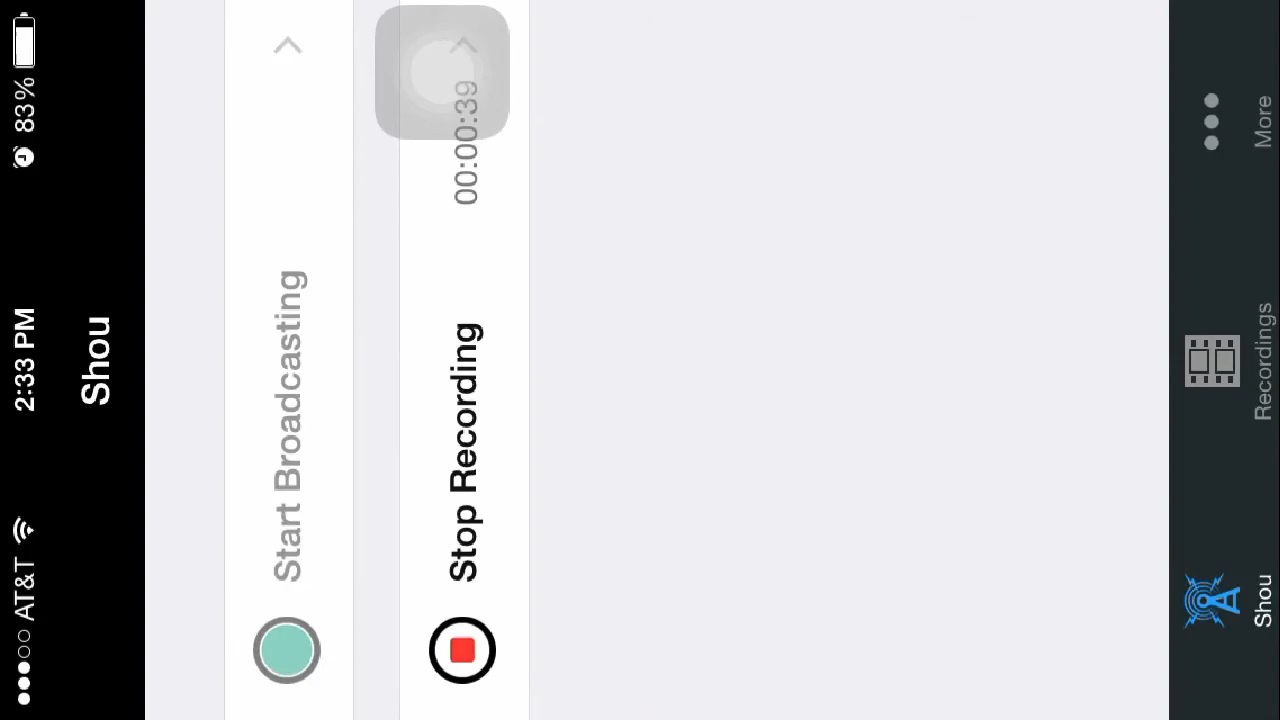 AT&T 2:33 PM 83%
Shou
Start Broadcasting
Stop Recording 00:00:39
Shou Recordings More